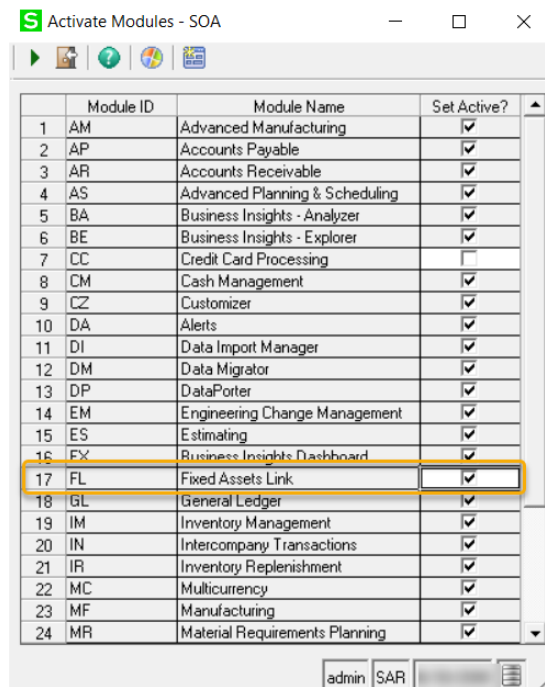 S Activate Modules - SOA
Module ID Module Name Set Active?
1 AM Advanced Manufacturing
2 AP Accounts Payable
3 AR Accounts Receivable
4 AS Advanced Planning & Scheduling
5 BA Business Insights - Analyzer
6 BE Business Insights - Explorer
7 CC Credit Card Processing
8 CM Cash Management
9 CZ Customizer
10 DA Alerts
11 DI Data Import Manager
12 DM Data Migrator
13 DP DataPorter
14 EM Engineering Change Management
15 ES Estimating
16 EX Business Insights Dashboard
17 FL Fixed Assets Link
18 GL General Ledger
19 IM Inventory Management
20 IN Intercompany Transactions
21 IR Inventory Replenishment
22 MC Multicurrency
23 MF Manufacturing
24 MR Material Requirements Planning
admin SAR